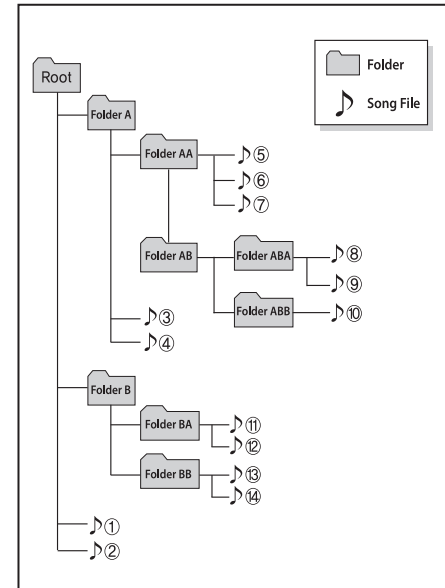 Root
Folder
Song File
Folder A
Folder AA
⑤
⑥
⑦
Folder AB
Folder ABA
⑧
⑨
Folder ABB
⑩
③
④
Folder B
Folder BA
⑪
⑫
Folder BB
⑬
⑭
①
②